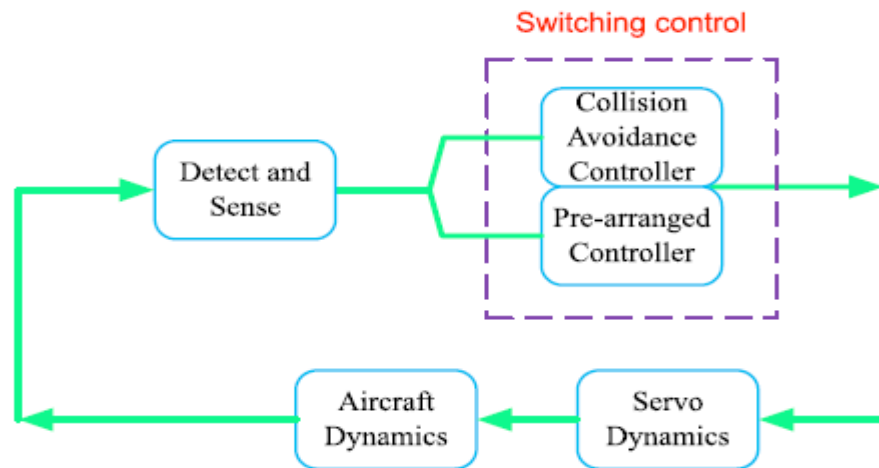 Switching control
Collision
Avoidance
Controller
Detect and
Sense
Pre-arranged
Controller
Aircraft
Dynamics
Servo
Dynamics